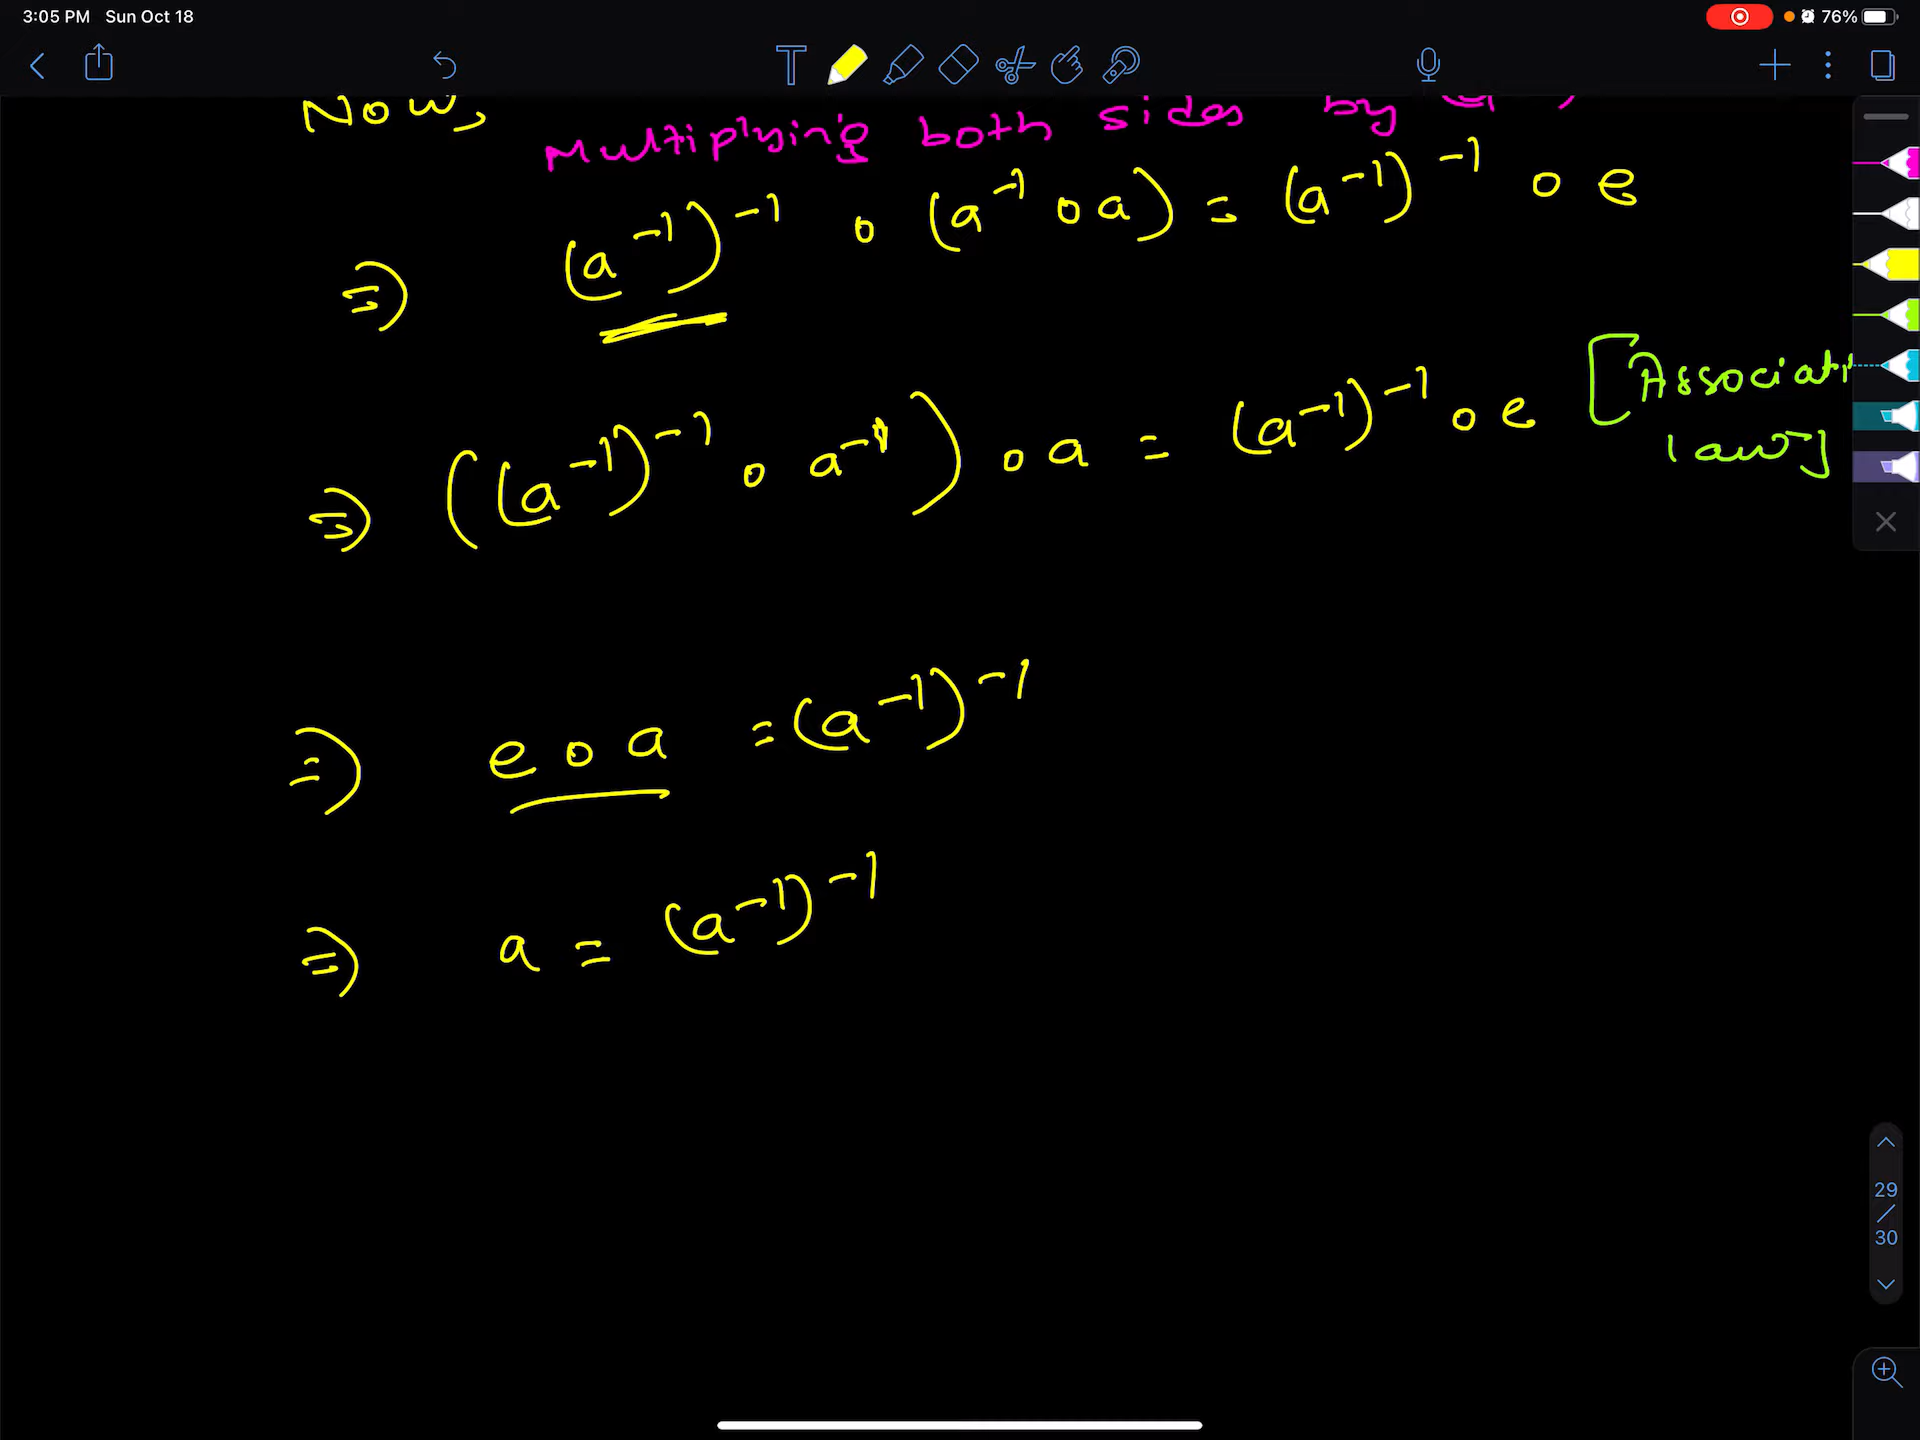 3:05 PM Sun Oct 18
76%
Now,
Multiplying both sides by
⇒ (a⁻¹)⁻¹ o (a⁻¹ o a) = (a⁻¹)⁻¹ o e
⇒ ((a⁻¹)⁻¹ o a⁻¹) o a = (a⁻¹)⁻¹ o e [Associati
law]
⇒ e o a = (a⁻¹)⁻¹
⇒ a = (a⁻¹)⁻¹
29
/
30